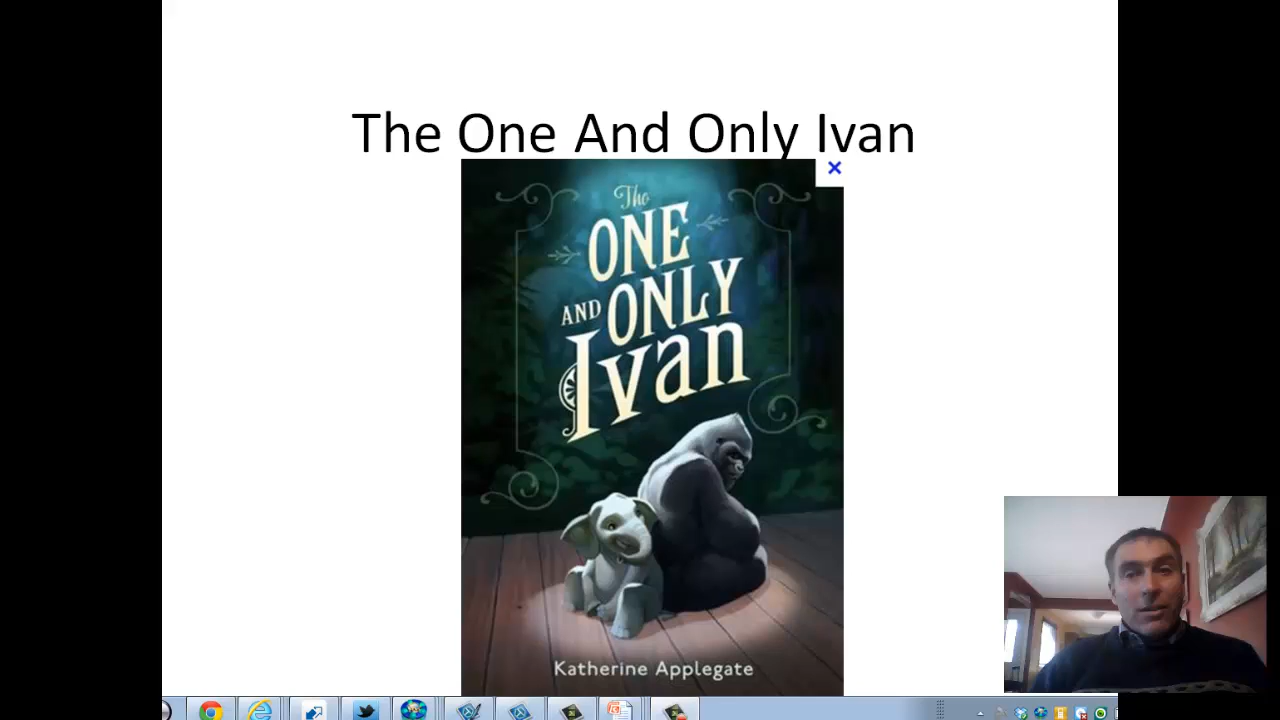 The One And Only Ivan
The
ONE
AND ONLY
Ivan
Katherine Applegate